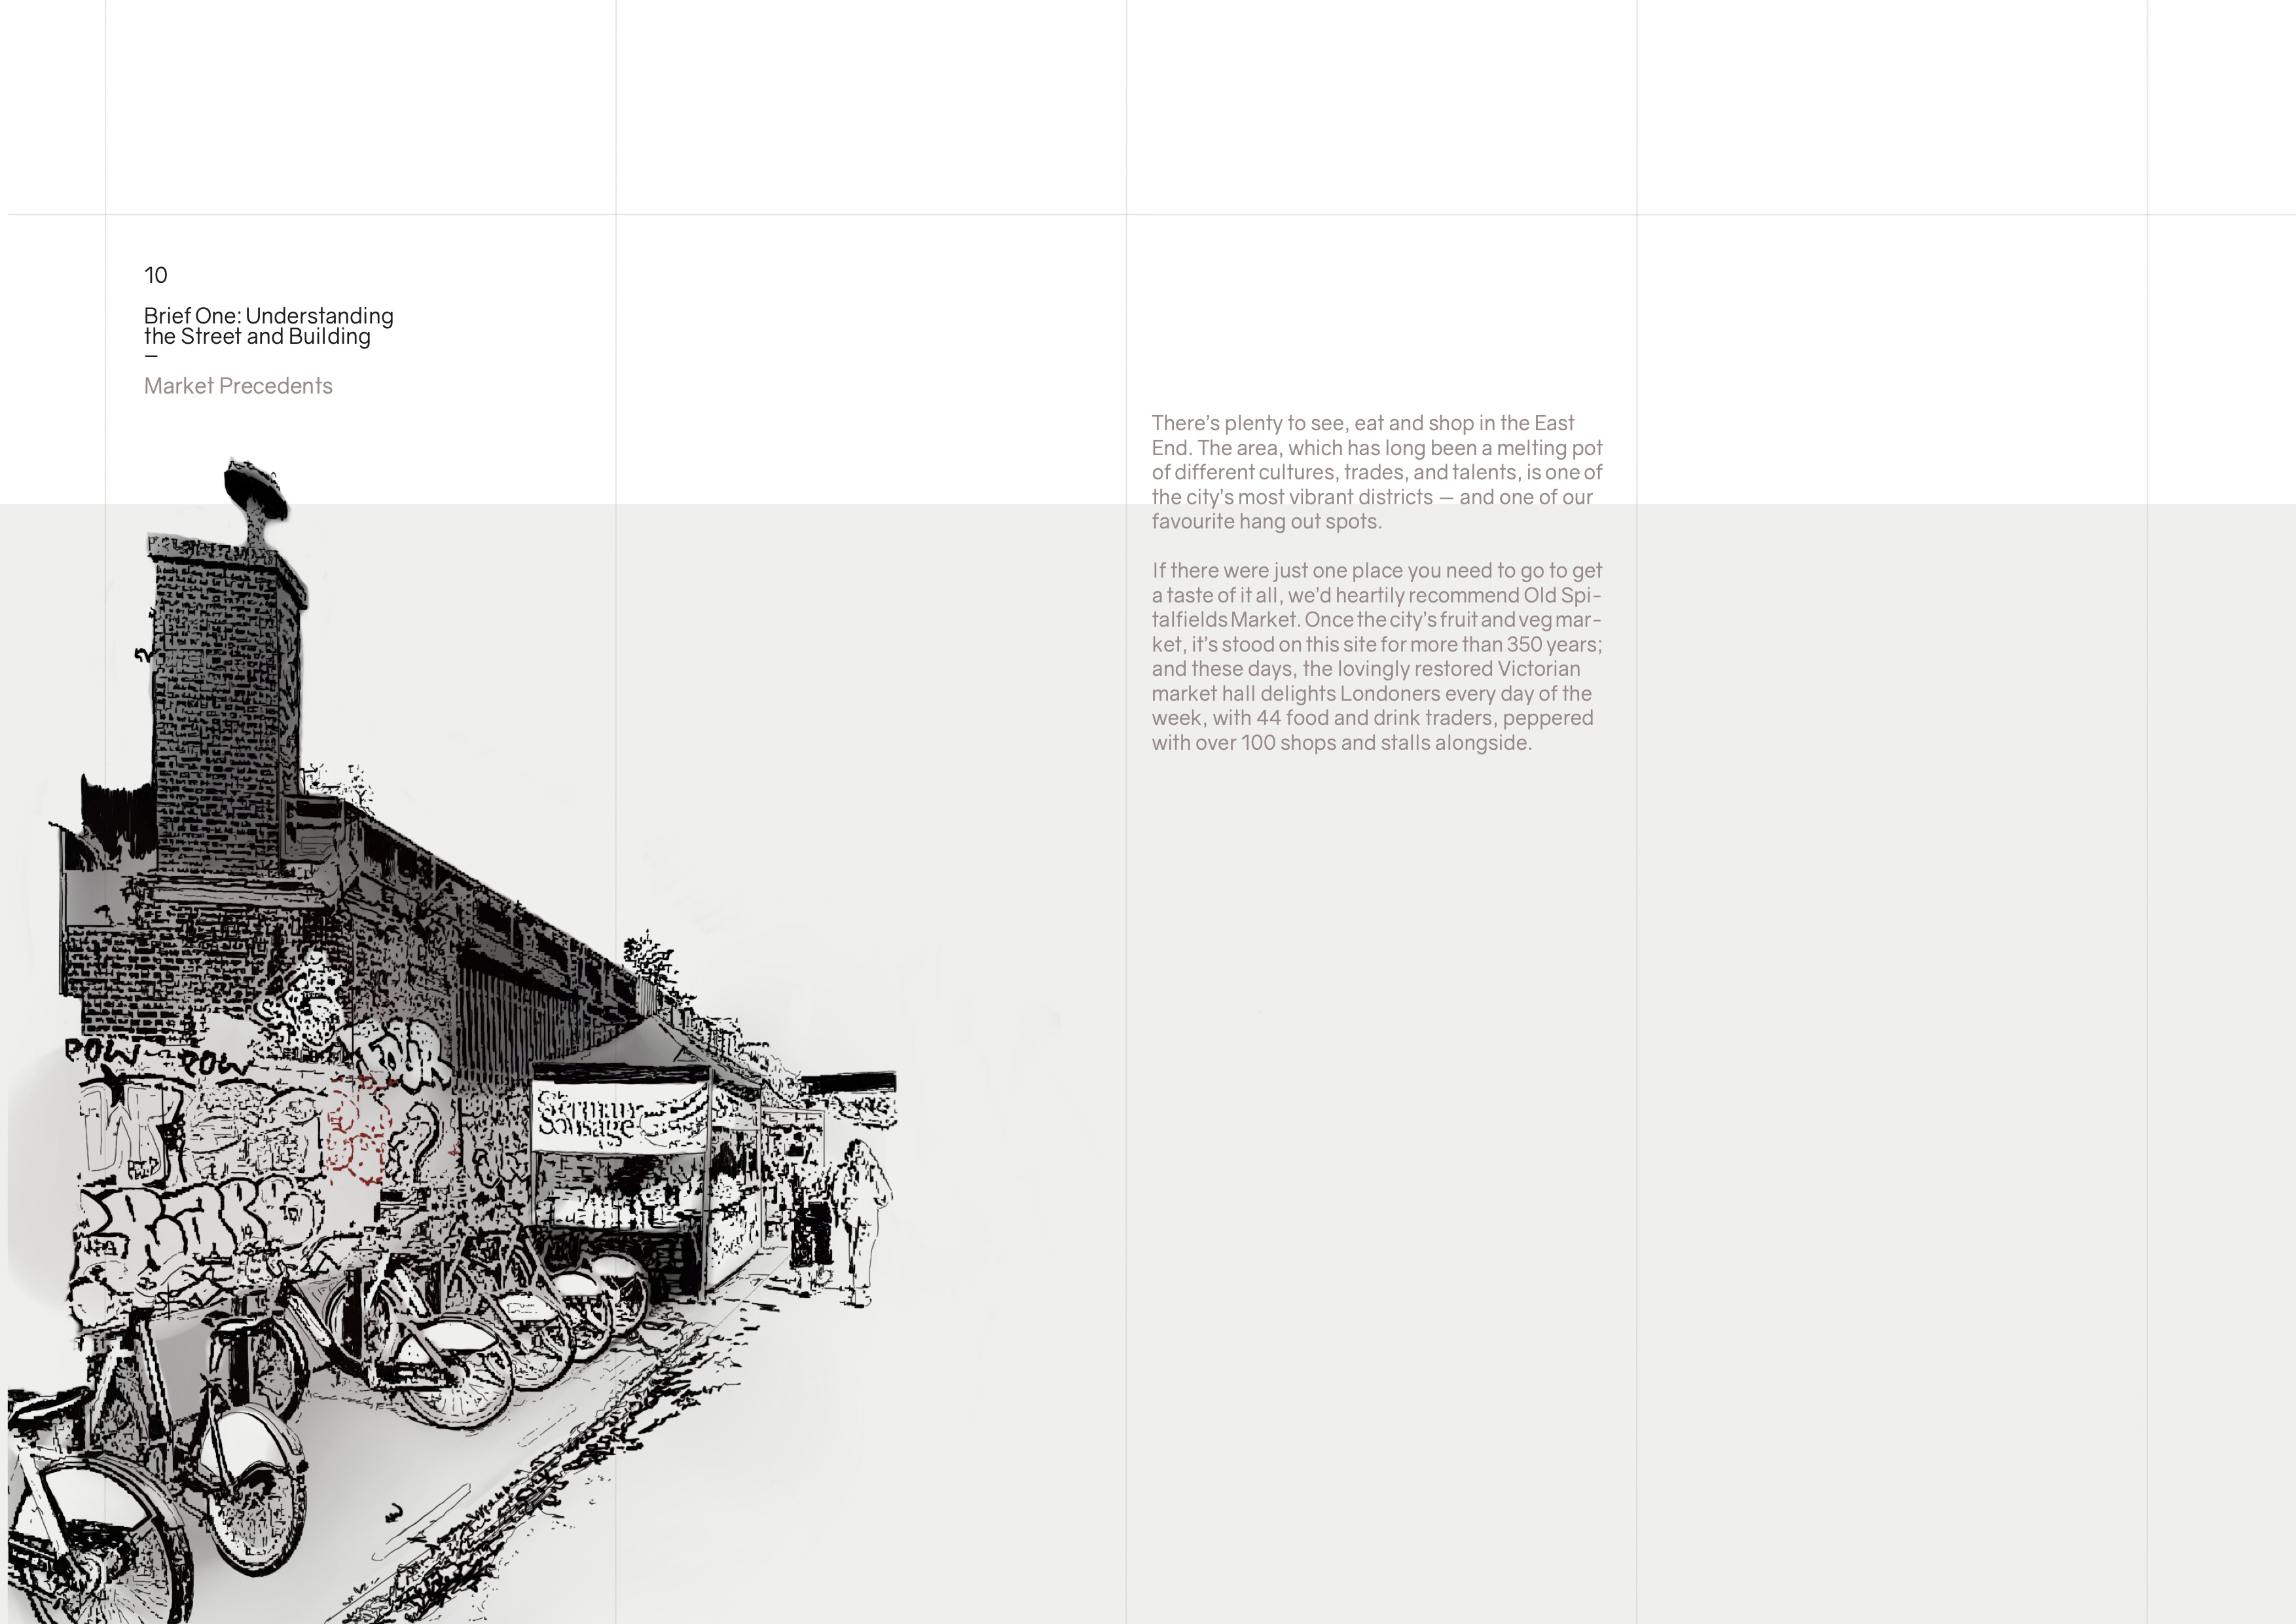 10
Brief One: Understanding
the Street and Building
—
Market Precedents
There’s plenty to see, eat and shop in the East
End. The area, which has long been a melting pot
of different cultures, trades, and talents, is one of
the city’s most vibrant districts — and one of our
favourite hang out spots.
If there were just one place you need to go to get
a taste of it all, we’d heartily recommend Old Spi-
talfields Market. Once the city’s fruit and veg mar-
ket, it’s stood on this site for more than 350 years;
and these days, the lovingly restored Victorian
market hall delights Londoners every day of the
week, with 44 food and drink traders, peppered
with over 100 shops and stalls alongside.
POW POW
German
Sausage